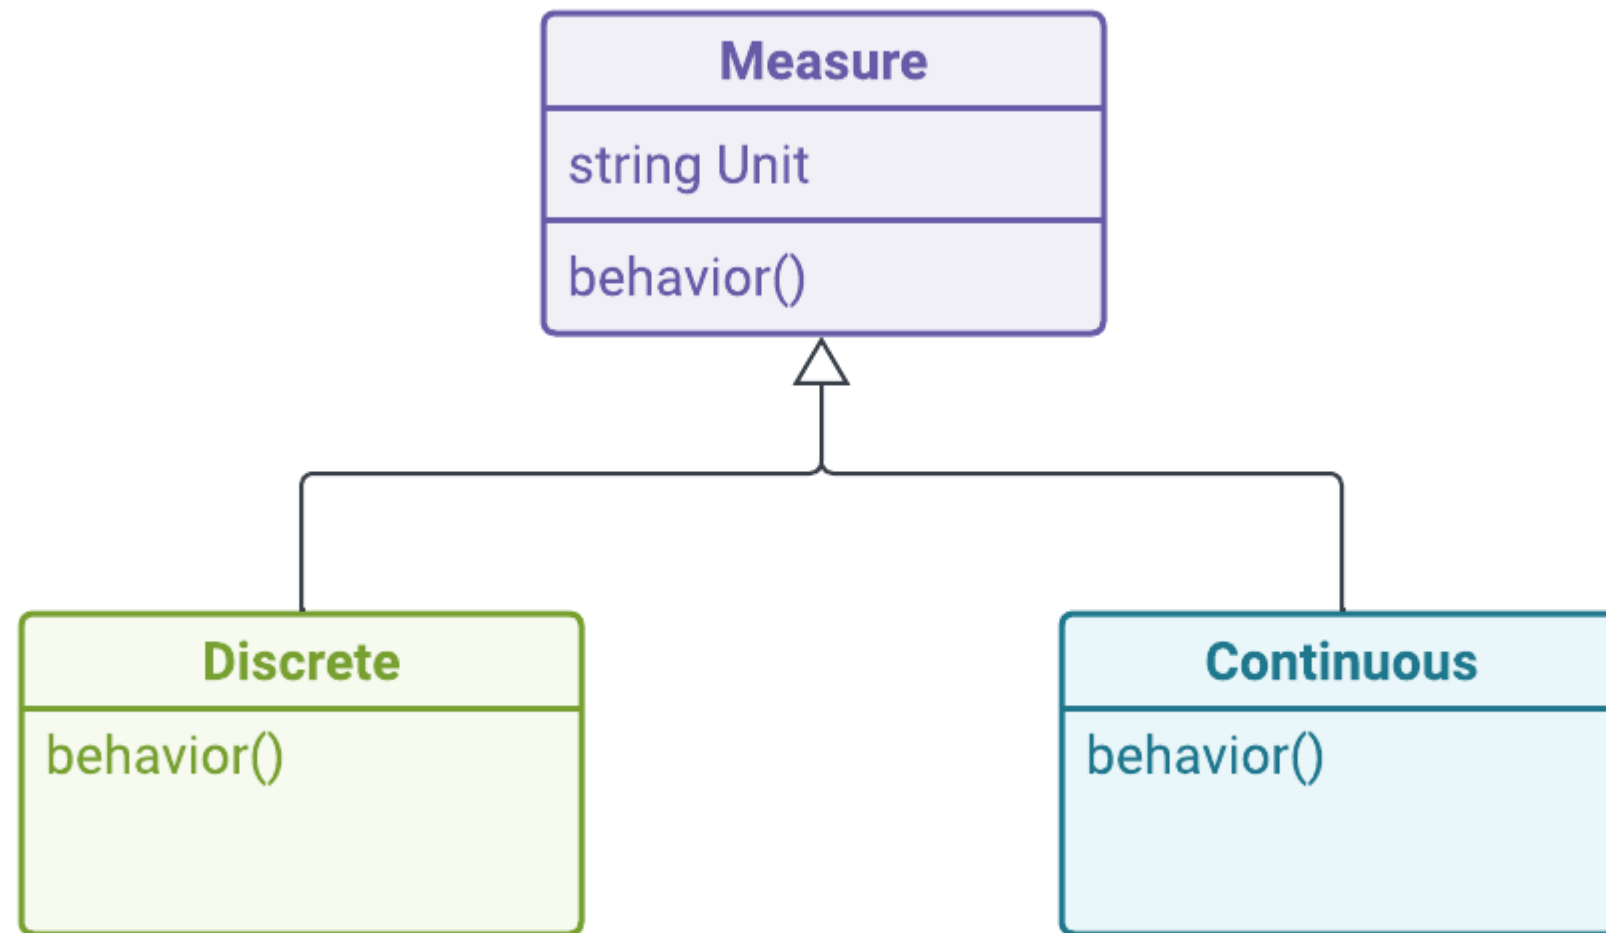 Measure
string Unit
behavior()
Discrete
behavior()
Continuous
behavior()